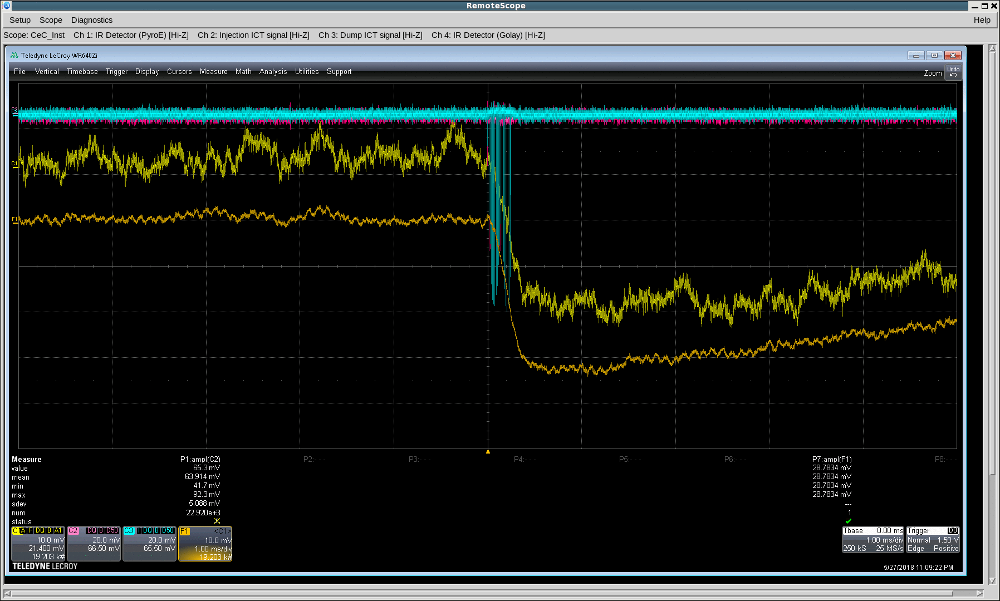 RemoteScope
Setup Scope Diagnostics Help
Scope: CeC_Inst Ch 1: IR Detector (PyroE) [Hi-Z] Ch 2: Injection ICT signal [Hi-Z] Ch 3: Dump ICT signal [Hi-Z] Ch 4: IR Detector (Golay) [Hi-Z]
Teledyne LeCroy WR640Zi
File Vertical Timebase Trigger Display Cursors Measure Math Analysis Utilities Support Zoom Undo
C1
F1
Measure P1:ampl(C2) P2:- - - P3:- - - P4:- - - P5:- - - P6:- - - P7:ampl(F1) P8:- - -
value 65.3 mV 28.7834 mV
mean 63.914 mV 28.7834 mV
min 41.7 mV 28.7834 mV
max 92.3 mV 28.7834 mV
sdev 5.088 mV ---
num 22.920e+3 1
status
C1 A F DQ B A1 C2 DQ B D50 C3 I DQ B D50 F1 <C1> Tbase 0.00 ms Trigger D0
10.0 mV 20.0 mV 20.0 mV 10.0 mV 1.00 ms/div Normal 1.50 V
21.400 mV 66.50 mV 65.50 mV 1.00 ms/div 250 kS 25 MS/s Edge Positive
19.203 k# 19.203 k#
TELEDYNE LECROY 5/27/2018 11:09:22 PM